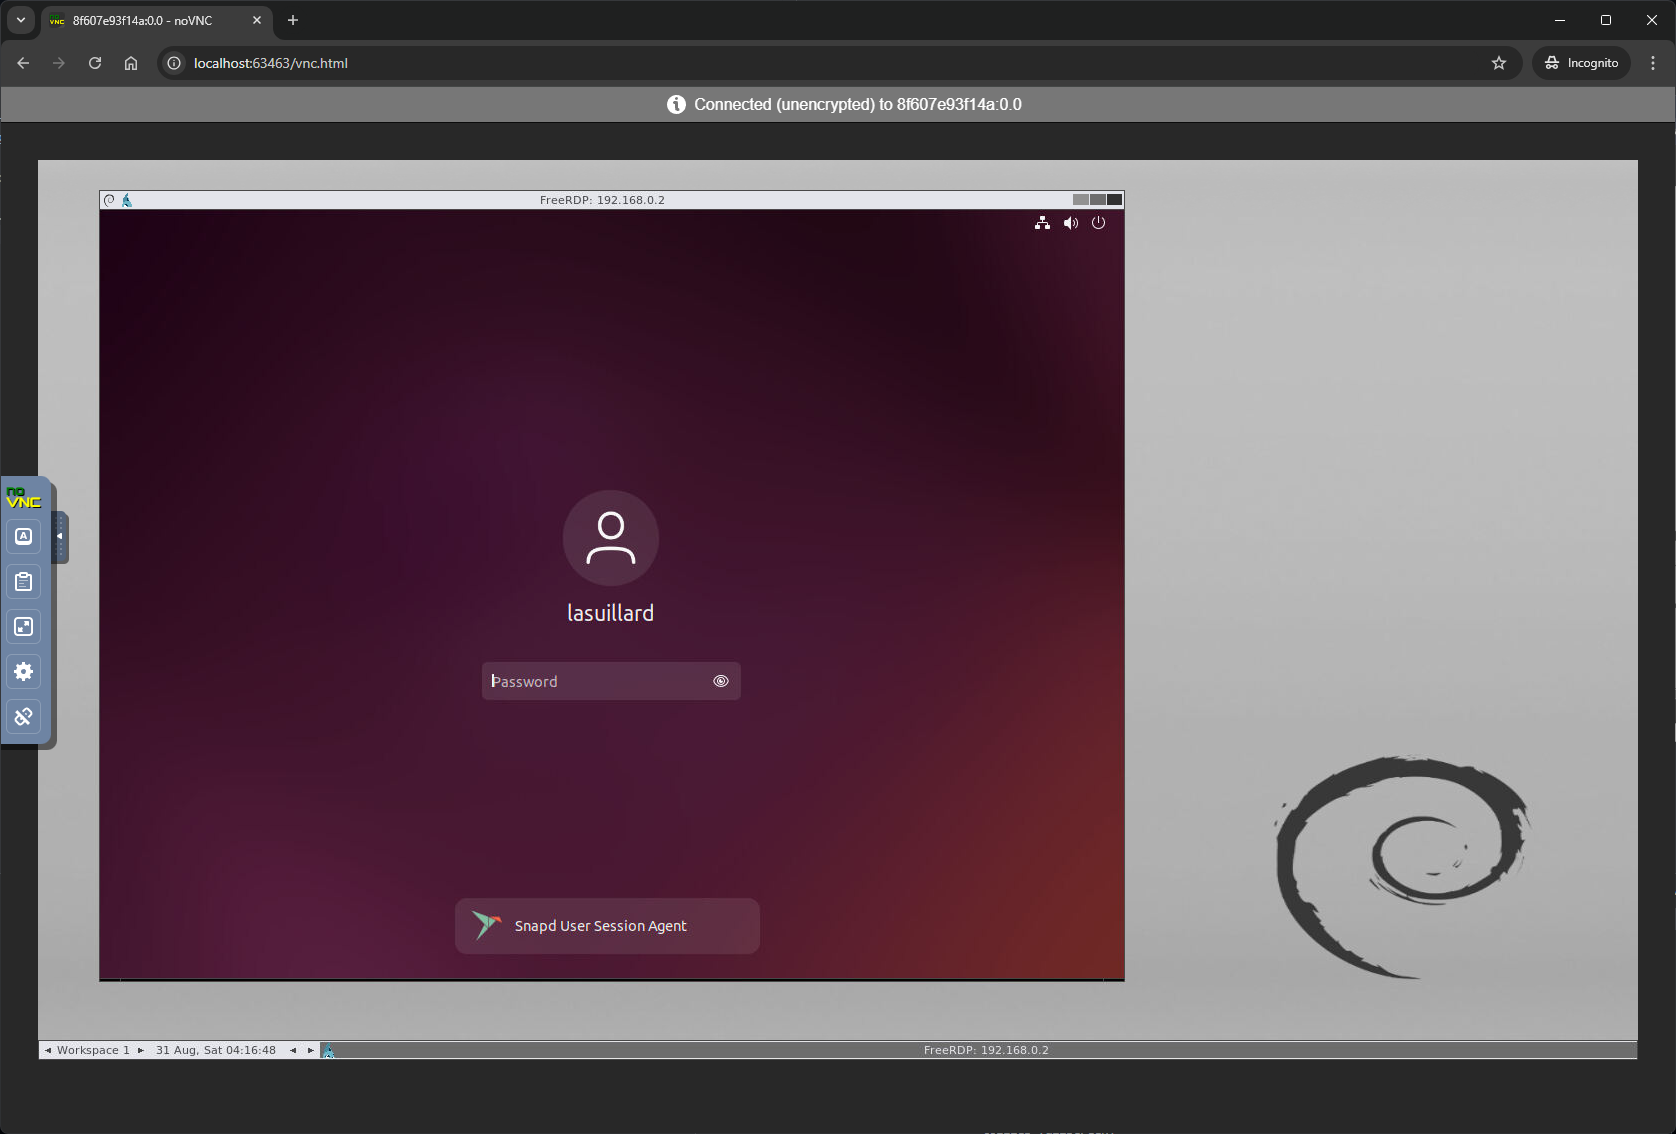 8f607e93f14a:0.0 - noVNC
localhost:63463/vnc.html
Incognito
Connected (unencrypted) to 8f607e93f14a:0.0
FreeRDP: 192.168.0.2
no
VNC
A
lasuillard
Password
Snapd User Session Agent
Workspace 1
31 Aug, Sat 04:16:48
FreeRDP: 192.168.0.2